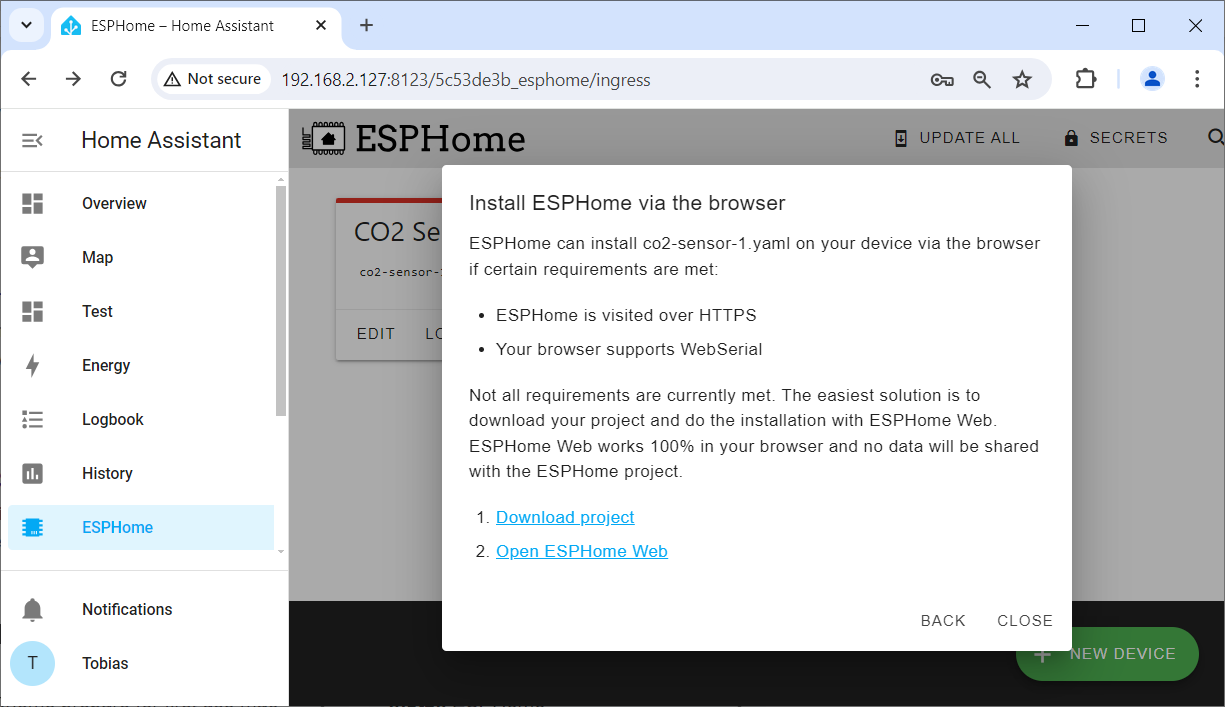 ESPHome – Home Assistant
Not secure
192.168.2.127:8123/5c53de3b_esphome/ingress
Home Assistant
ESPHome
UPDATE ALL
SECRETS
Overview
Map
Test
Energy
Logbook
History
ESPHome
Notifications
T
Tobias
CO2 Se
co2-sensor-
EDIT
LO
Install ESPHome via the browser
ESPHome can install co2-sensor-1.yaml on your device via the browser
if certain requirements are met:
• ESPHome is visited over HTTPS
• Your browser supports WebSerial
Not all requirements are currently met. The easiest solution is to
download your project and do the installation with ESPHome Web.
ESPHome Web works 100% in your browser and no data will be shared
with the ESPHome project.
1. Download project
2. Open ESPHome Web
BACK
CLOSE
NEW DEVICE